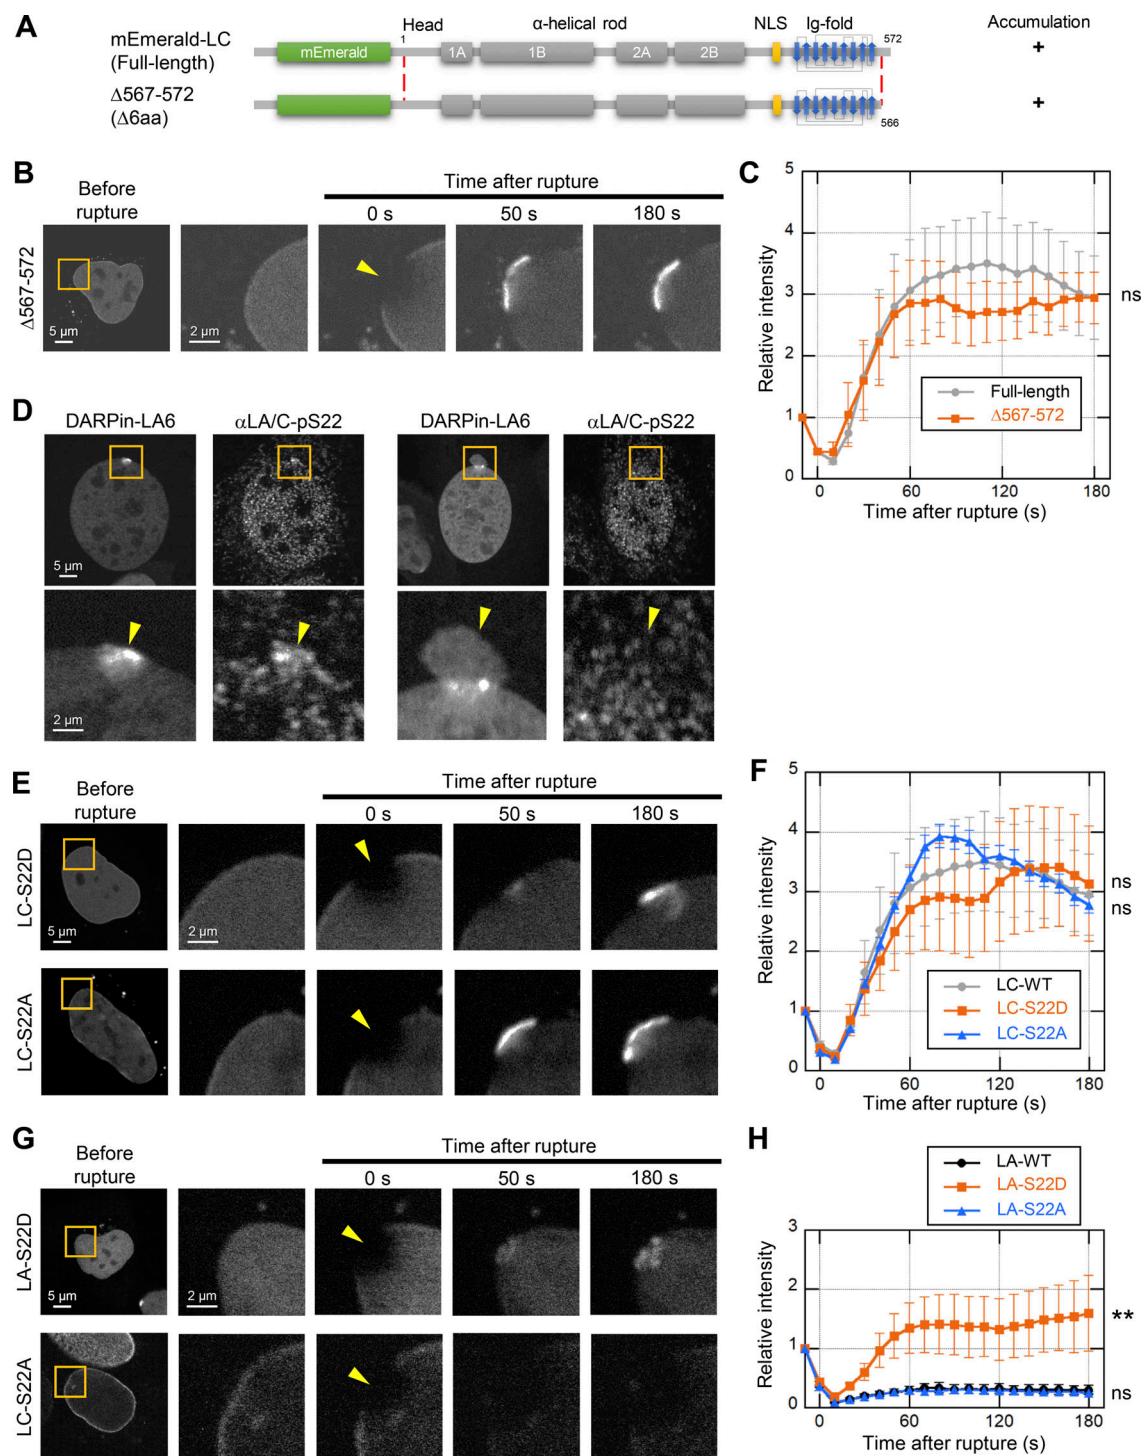 A
Head
α-helical rod
NLS
Ig-fold
Accumulation
mEmerald-LC
(Full-length)
1
mEmerald
1A
1B
2A
2B
572
+
Δ567-572
(Δ6aa)
566
+
B
Before
rupture
Time after rupture
0 s
50 s
180 s
Δ567-572
5 µm
2 µm
C
Relative intensity
5
4
3
2
1
0
0
60
120
180
Time after rupture (s)
Full-length
Δ567-572
ns
D
DARPin-LA6
αLA/C-pS22
DARPin-LA6
αLA/C-pS22
5 µm
2 µm
E
Before
rupture
Time after rupture
0 s
50 s
180 s
LC-S22D
5 µm
2 µm
LC-S22A
F
Relative intensity
5
4
3
2
1
0
0
60
120
180
Time after rupture (s)
LC-WT
LC-S22D
LC-S22A
ns
ns
G
Before
rupture
Time after rupture
0 s
50 s
180 s
LA-S22D
5 µm
2 µm
LC-S22A
H
LA-WT
LA-S22D
LA-S22A
Relative intensity
3
2
1
0
0
60
120
180
Time after rupture (s)
**
ns